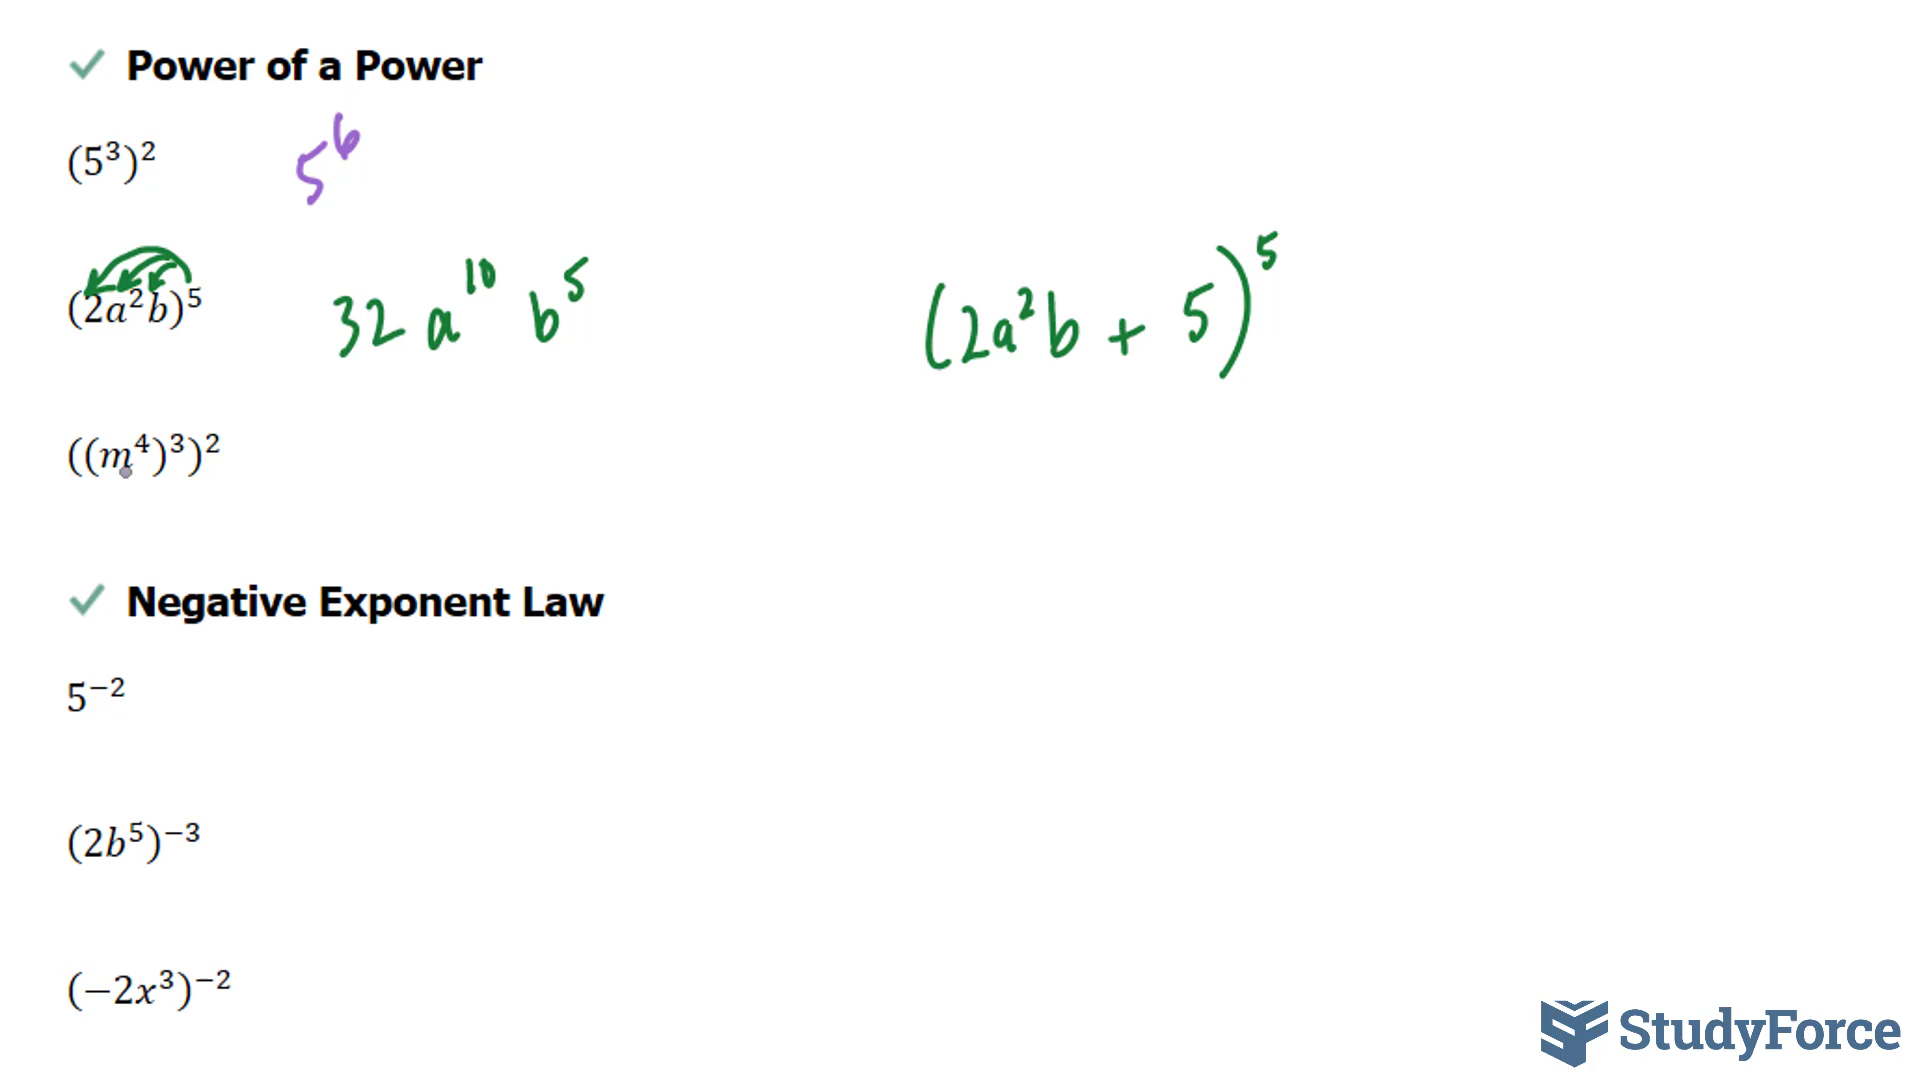 Power of a Power
(5³)² 5⁶
(2a²b)⁵ 32a¹⁰b⁵ (2a²b + 5)⁵
((m⁴)³)²
Negative Exponent Law
5⁻²
(2b⁵)⁻³
(−2x³)⁻²
StudyForce